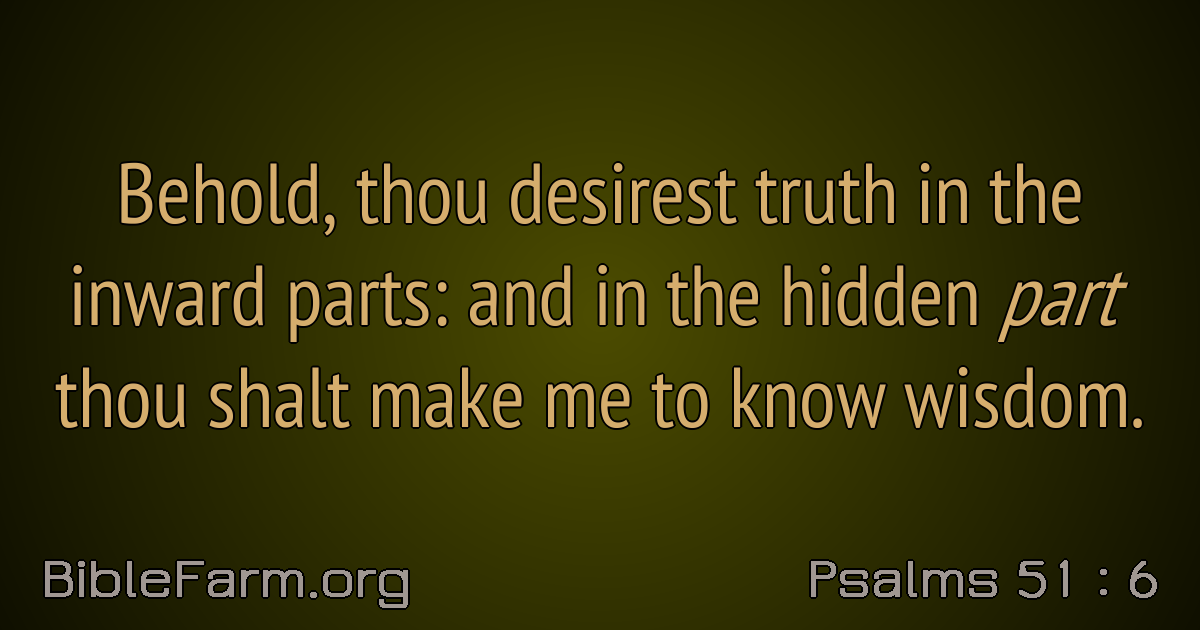 Behold, thou desirest truth in the
inward parts: and in the hidden part
thou shalt make me to know wisdom.
BibleFarm.org
Psalms 51 : 6